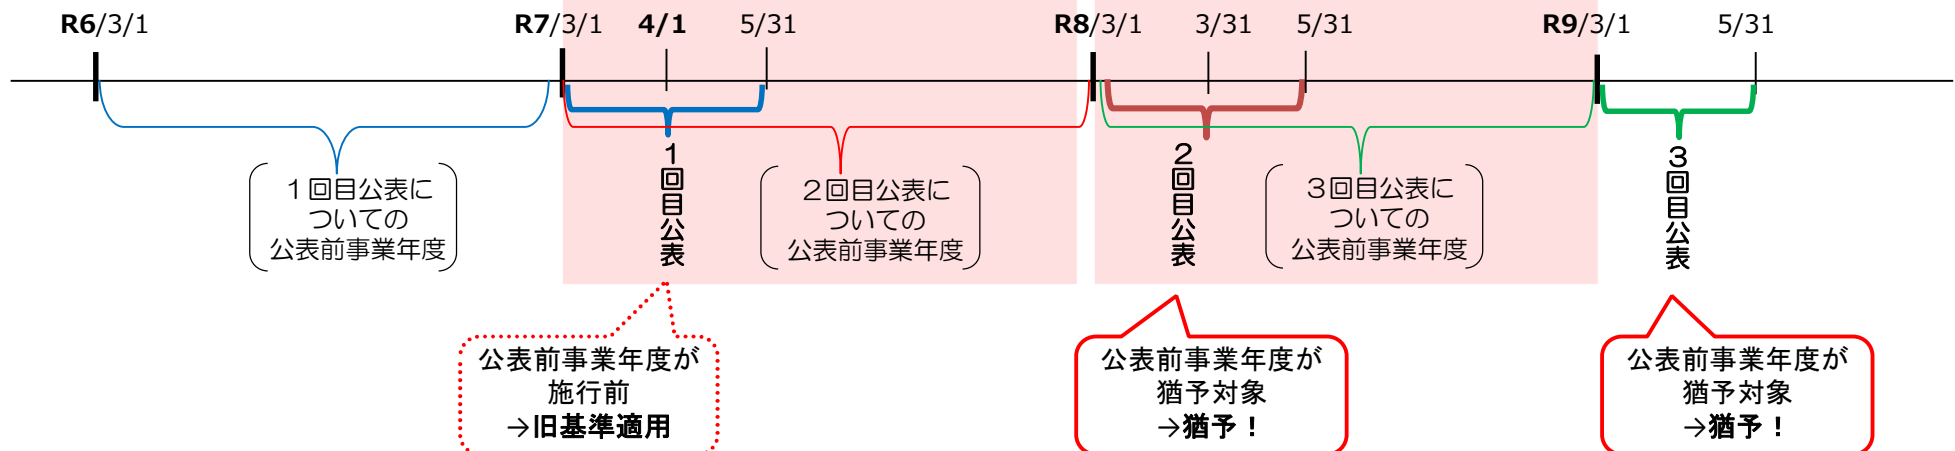 R6/3/1
R7/3/1
4/1
5/31
R8/3/1
3/31
5/31
R9/3/1
5/31
1回目公表に
ついての
公表前事業年度
1回目公表
2回目公表に
ついての
公表前事業年度
2回目公表
3回目公表に
ついての
公表前事業年度
3回目公表
公表前事業年度が
施行前
→旧基準適用
公表前事業年度が
猶予対象
→猶予！
公表前事業年度が
猶予対象
→猶予！